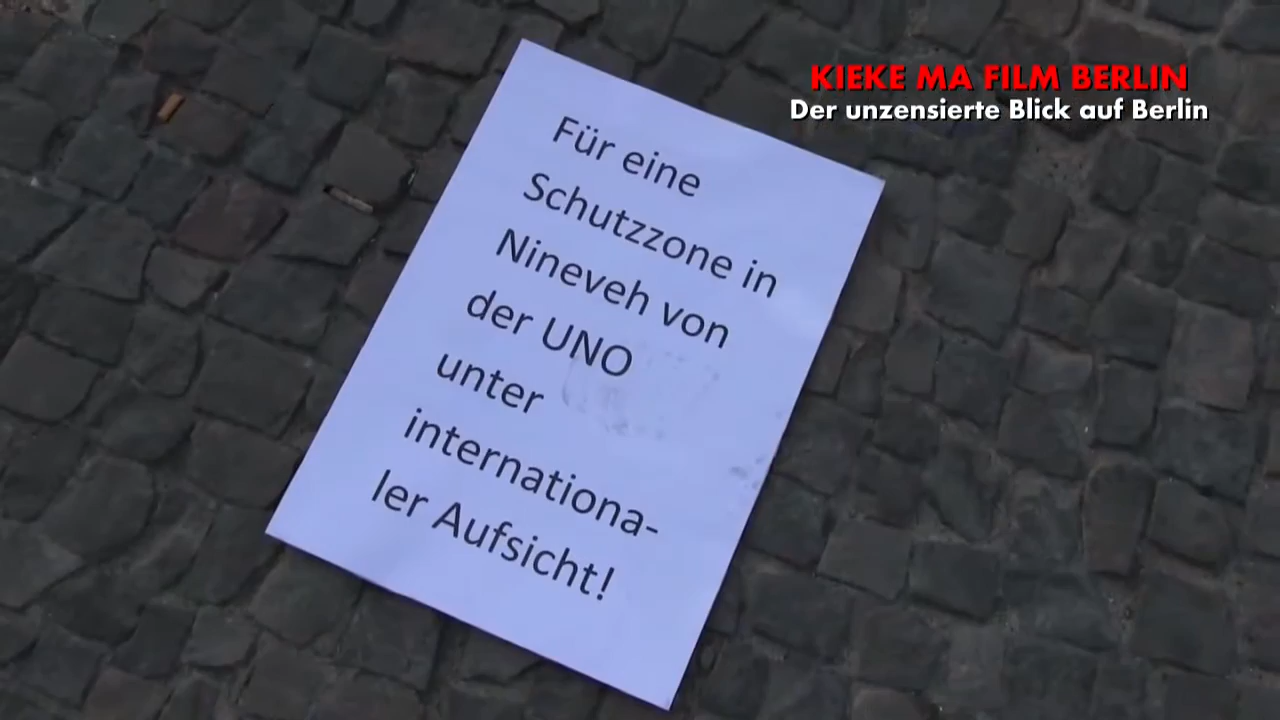 KIEKE MA FILM BERLIN
Der unzensierte Blick auf Berlin
Für eine
Schutzzone in
Nineveh von
der UNO
unter
internationa-
ler Aufsicht!